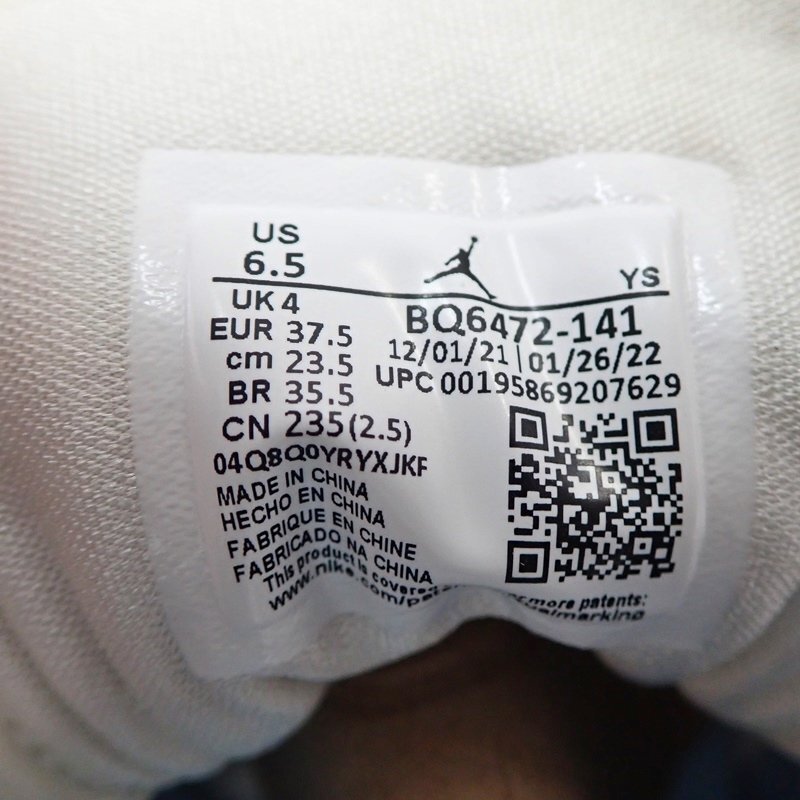 US
6.5
YS
UK 4
EUR 37.5
cm 23.5
BR 35.5
CN 235(2.5)
BQ6472-141
12/01/21 | 01/26/22
UPC 00195869207629
04Q8Q0YRYXJKF
MADE IN CHINA
HECHO EN CHINA
FABRIQUE EN CHINE
FABRICADO NA CHINA
This product is covered
more patents:
www.nike.com/